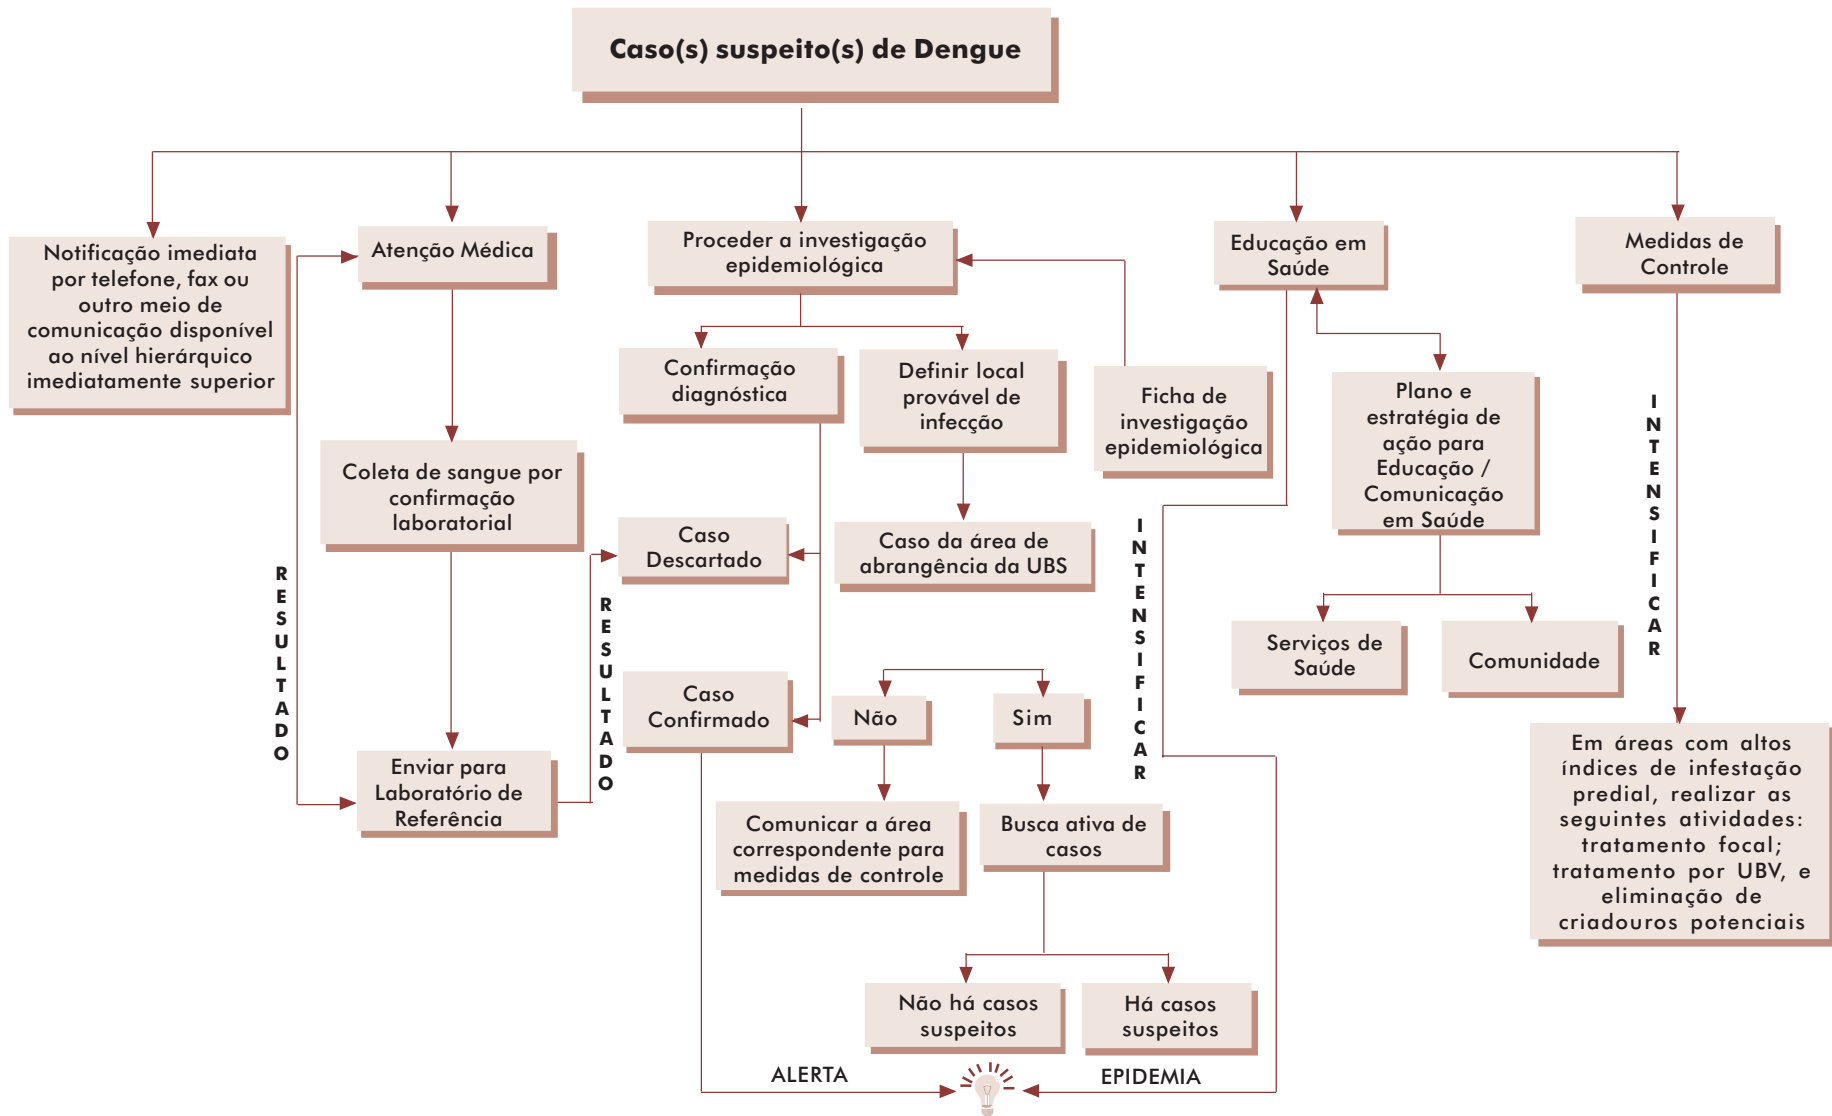 Caso(s) suspeito(s) de Dengue
Notificação imediata
por telefone, fax ou
outro meio de
comunicação disponível
ao nível hierárquico
imediatamente superior
Atenção Médica
Proceder a investigação
epidemiológica
Educação em
Saúde
Medidas de
Controle
Confirmação
diagnóstica
Definir local
provável de
infecção
Ficha de
investigação
epidemiológica
Plano e
estratégia de
ação para
Educação /
Comunicação
em Saúde
INTENSIFICAR
Coleta de sangue por
confirmação
laboratorial
Caso
Descartado
Caso da área de
abrangência da UBS
INTENSIFICAR
RESULTADO
RESULTADO
Serviços de
Saúde
Comunidade
Caso
Confirmado
Não
Sim
Enviar para
Laboratório de
Referência
Comunicar a área
correspondente para
medidas de controle
Busca ativa de
casos
Em áreas com altos
índices de infestação
predial, realizar as
seguintes atividades:
tratamento focal;
tratamento por UBV, e
eliminação de
criadouros potenciais
Não há casos
suspeitos
Há casos
suspeitos
ALERTA
EPIDEMIA